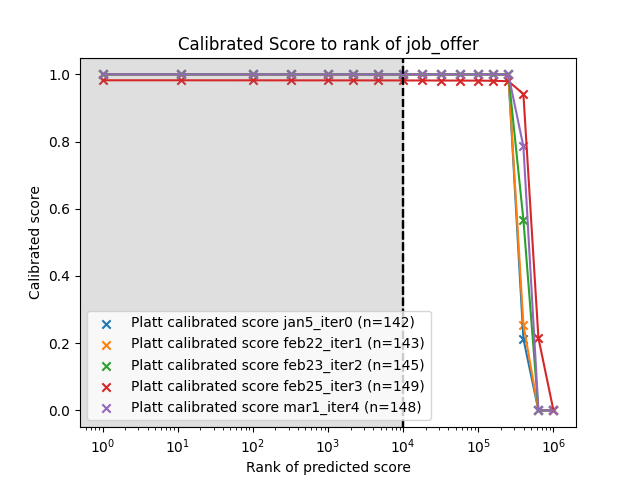 Calibrated Score to rank of job_offer
Calibrated score
1.0
0.8
0.6
0.4
0.2
0.0
Platt calibrated score jan5_iter0 (n=142)
Platt calibrated score feb22_iter1 (n=143)
Platt calibrated score feb23_iter2 (n=145)
Platt calibrated score feb25_iter3 (n=149)
Platt calibrated score mar1_iter4 (n=148)
10⁰ 10¹ 10² 10³ 10⁴ 10⁵ 10⁶
Rank of predicted score